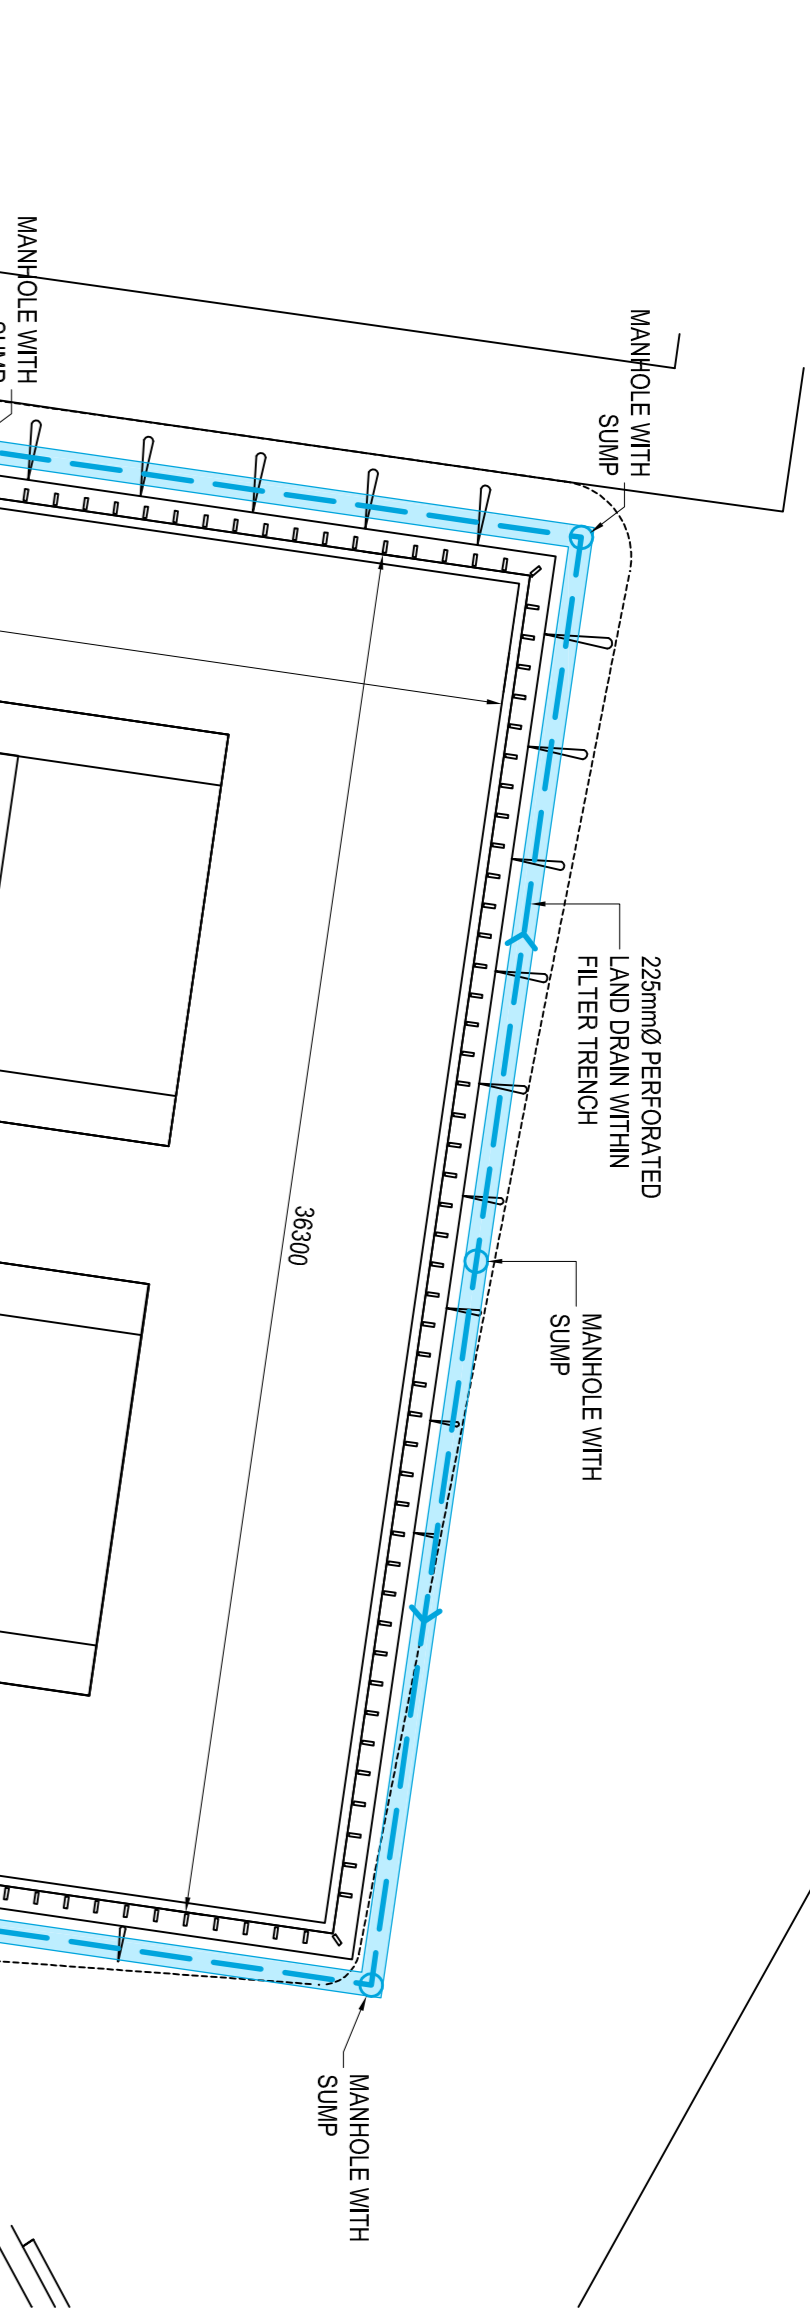 MANHOLE WITH
SUMP
MANHOLE WITH
SUMP
225mmØ PERFORATED
LAND DRAIN WITHIN
FILTER TRENCH
36300
MANHOLE WITH
SUMP
MANHOLE WITH
SUMP